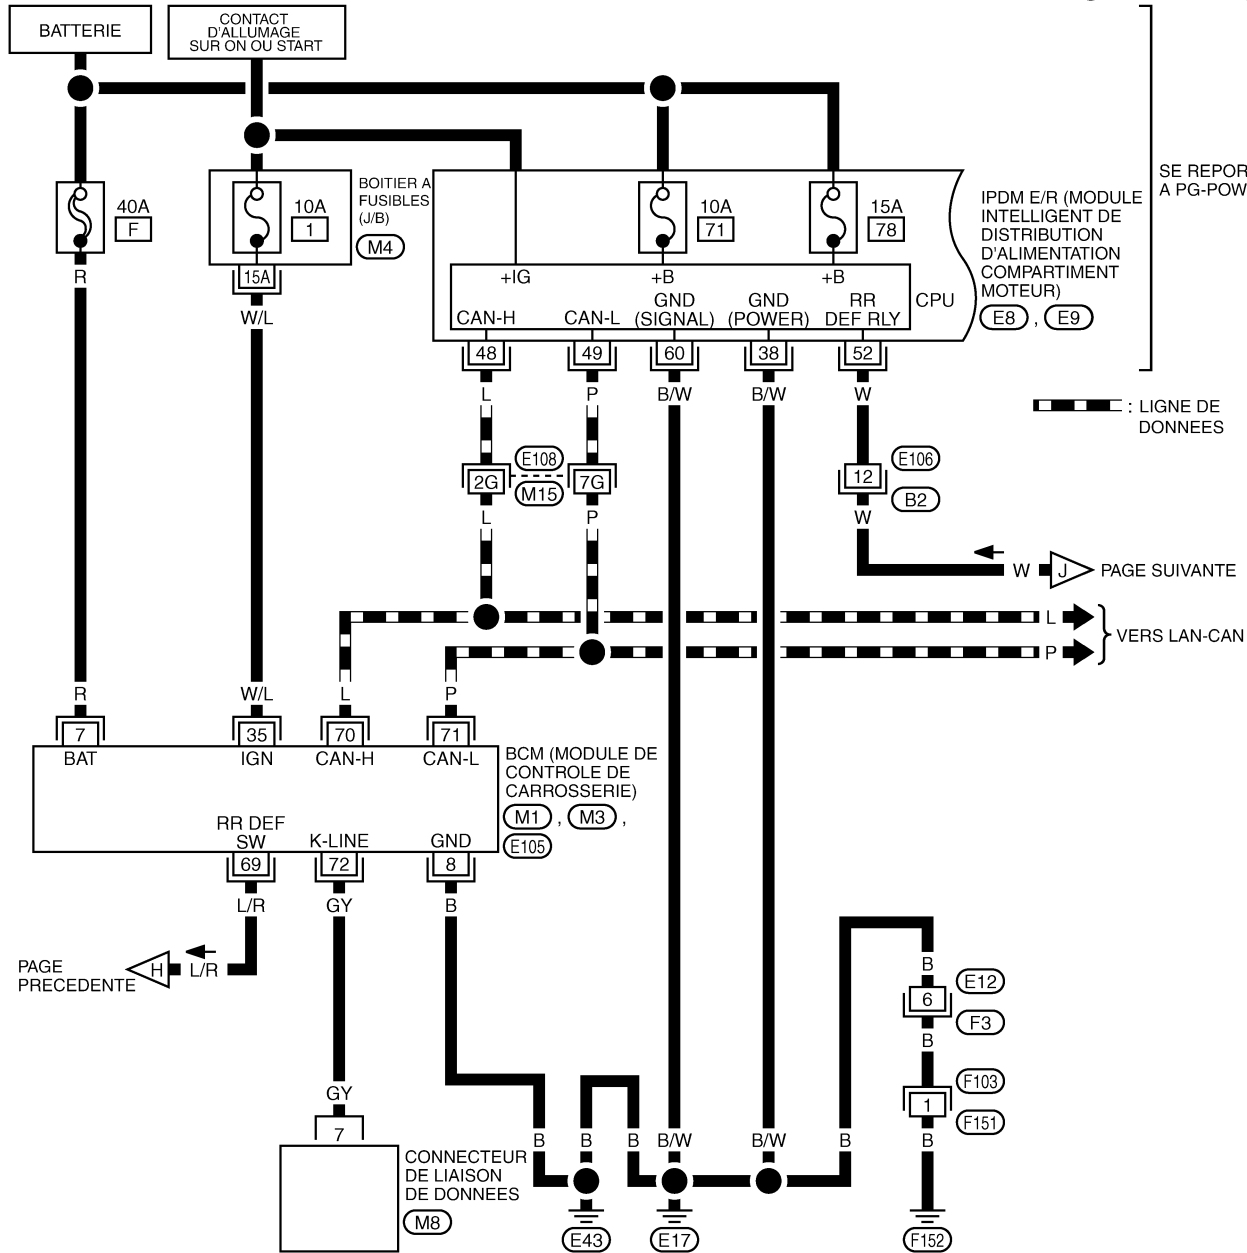 BATTERIE
CONTACT
D'ALLUMAGE
SUR ON OU START
SE REPOR
A PG-POW
40A
F
10A
1
BOITIER A
FUSIBLES
(J/B)
M4
10A
71
15A
78
IPDM E/R (MODULE
INTELLIGENT DE
DISTRIBUTION
D'ALIMENTATION
COMPARTIMENT
MOTEUR)
E8 , E9
R
15A
W/L
+IG
+B
+B
CPU
CAN-H
CAN-L
GND
(SIGNAL)
GND
(POWER)
RR
DEF RLY
48
49
60
38
52
L
P
B/W
B/W
W
: LIGNE DE
DONNEES
2G
E108
M15
7G
12
E106
B2
L
P
W
W
J
PAGE SUIVANTE
L
P
VERS LAN-CAN
R
W/L
L
P
7
35
70
71
BAT
IGN
CAN-H
CAN-L
BCM (MODULE DE
CONTROLE DE
CARROSSERIE)
M1 , M3 ,
E105
RR DEF
SW
K-LINE
GND
69
72
8
L/R
GY
B
PAGE
PRECEDENTE
H
L/R
B
6
E12
F3
B
F103
1
F151
GY
7
CONNECTEUR
DE LIAISON
DE DONNEES
M8
B
B
B
B/W
B/W
B
B
E43
E17
F152